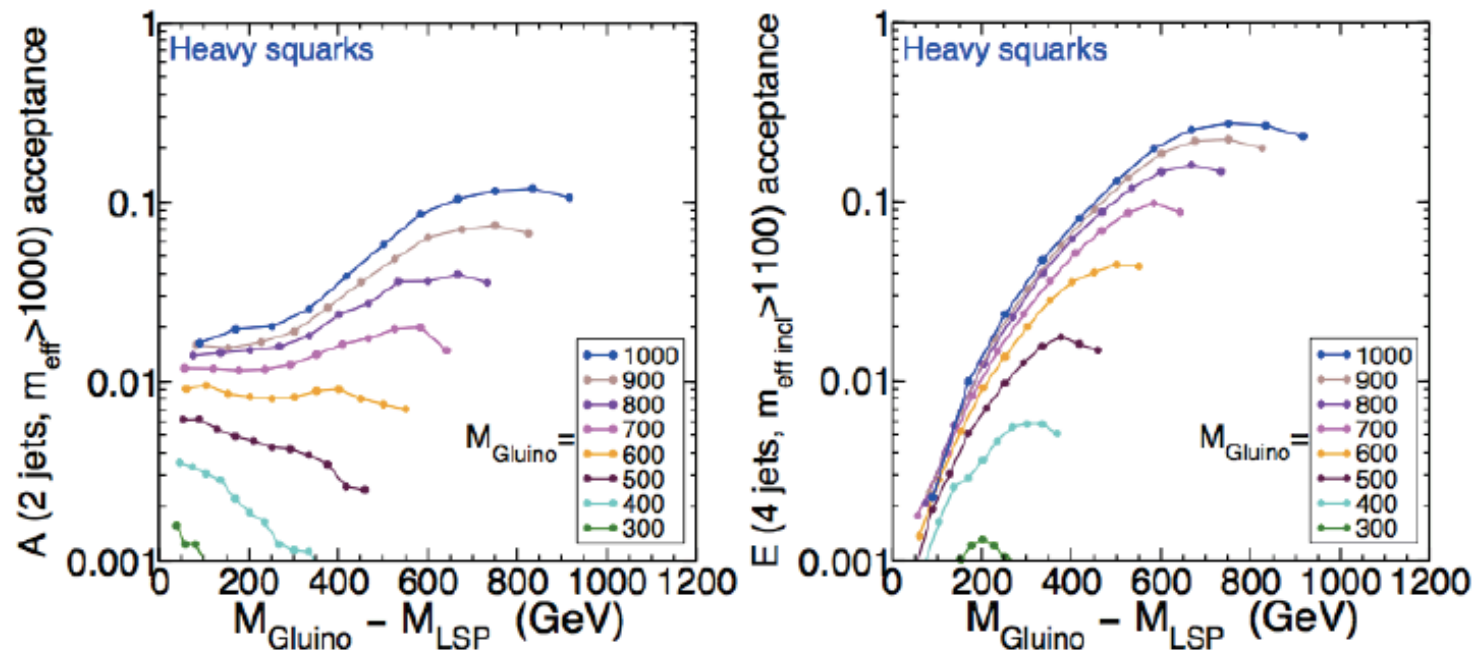 A (2 jets, m_eff>1000) acceptance
1
0.1
0.01
0.001
Heavy squarks
M_Gluino=
1000
900
800
700
600
500
400
300
0 200 400 600 800 1000 1200
M_Gluino − M_LSP (GeV)
E (4 jets, m_eff incl>1100) acceptance
1
0.1
0.01
0.001
Heavy squarks
M_Gluino=
1000
900
800
700
600
500
400
300
0 200 400 600 800 1000 1200
M_Gluino − M_LSP (GeV)